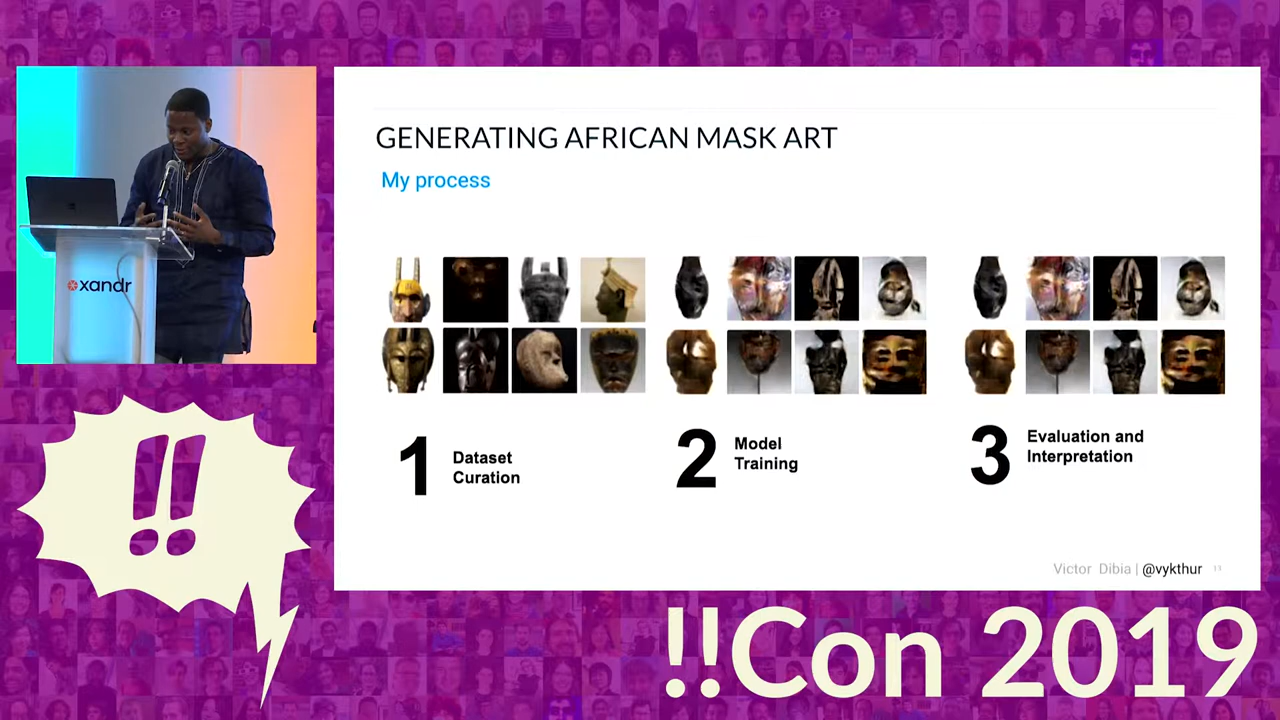 GENERATING AFRICAN MASK ART
My process
xandr
1
Dataset
Curation
2
Model
Training
3
Evaluation and
Interpretation
Victor Dibia | @vykthur 13
!!
!!Con 2019